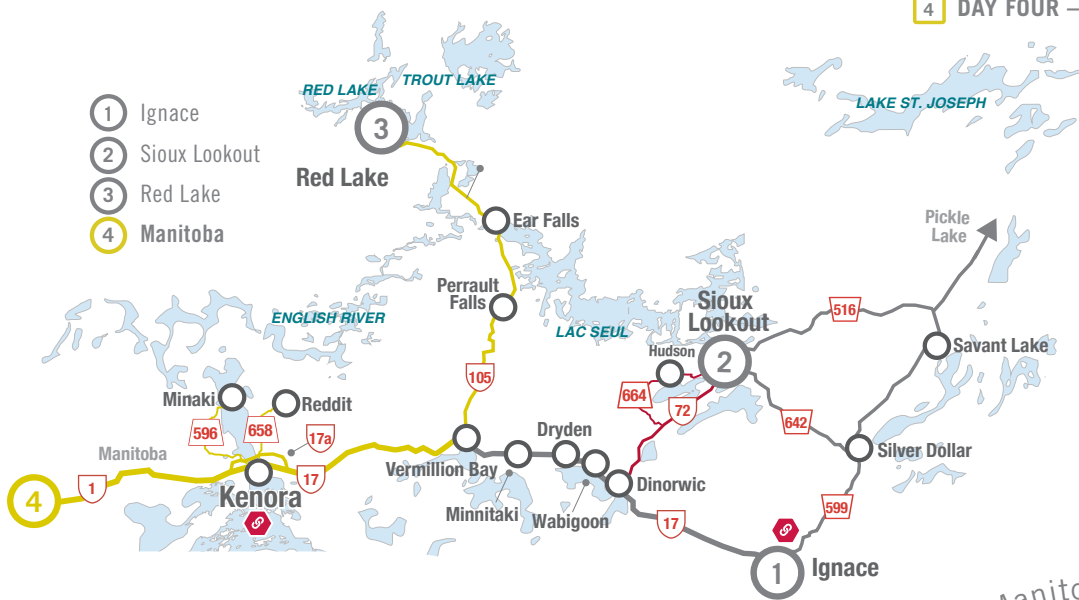 4 DAY FOUR –
1 Ignace
2 Sioux Lookout
3 Red Lake
4 Manitoba
RED LAKE
TROUT LAKE
3
Red Lake
LAKE ST. JOSEPH
Ear Falls
Pickle
Lake
Perrault
Falls
ENGLISH RIVER
LAC SEUL
Sioux
Lookout
2
516
Hudson
Savant Lake
105
664
72
642
Minaki
Reddit
596
658
17a
Dryden
Silver Dollar
Manitoba
Vermillion Bay
Dinorwic
4
1
Kenora
17
Minnitaki
Wabigoon
17
599
1
Ignace